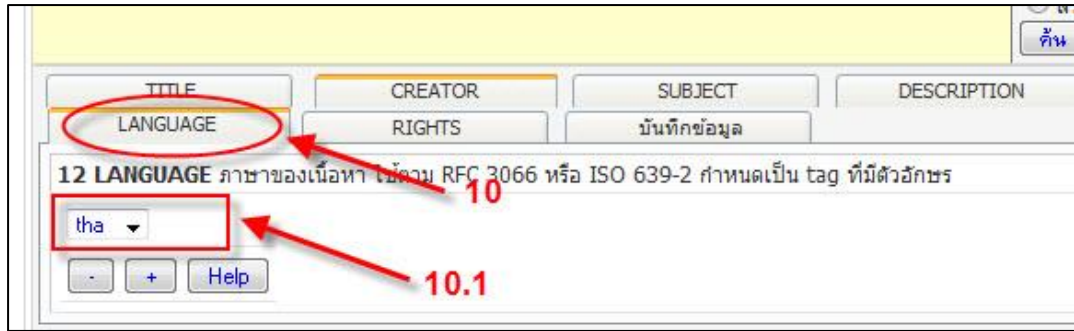 ค้น
TITLE CREATOR SUBJECT DESCRIPTION
LANGUAGE RIGHTS บันทึกข้อมูล
10
12 LANGUAGE ภาษาของเนื้อหา ใช้ตาม RFC 3066 หรือ ISO 639-2 กำหนดเป็น tag ที่มีตัวอักษร
tha
- + Help
10.1